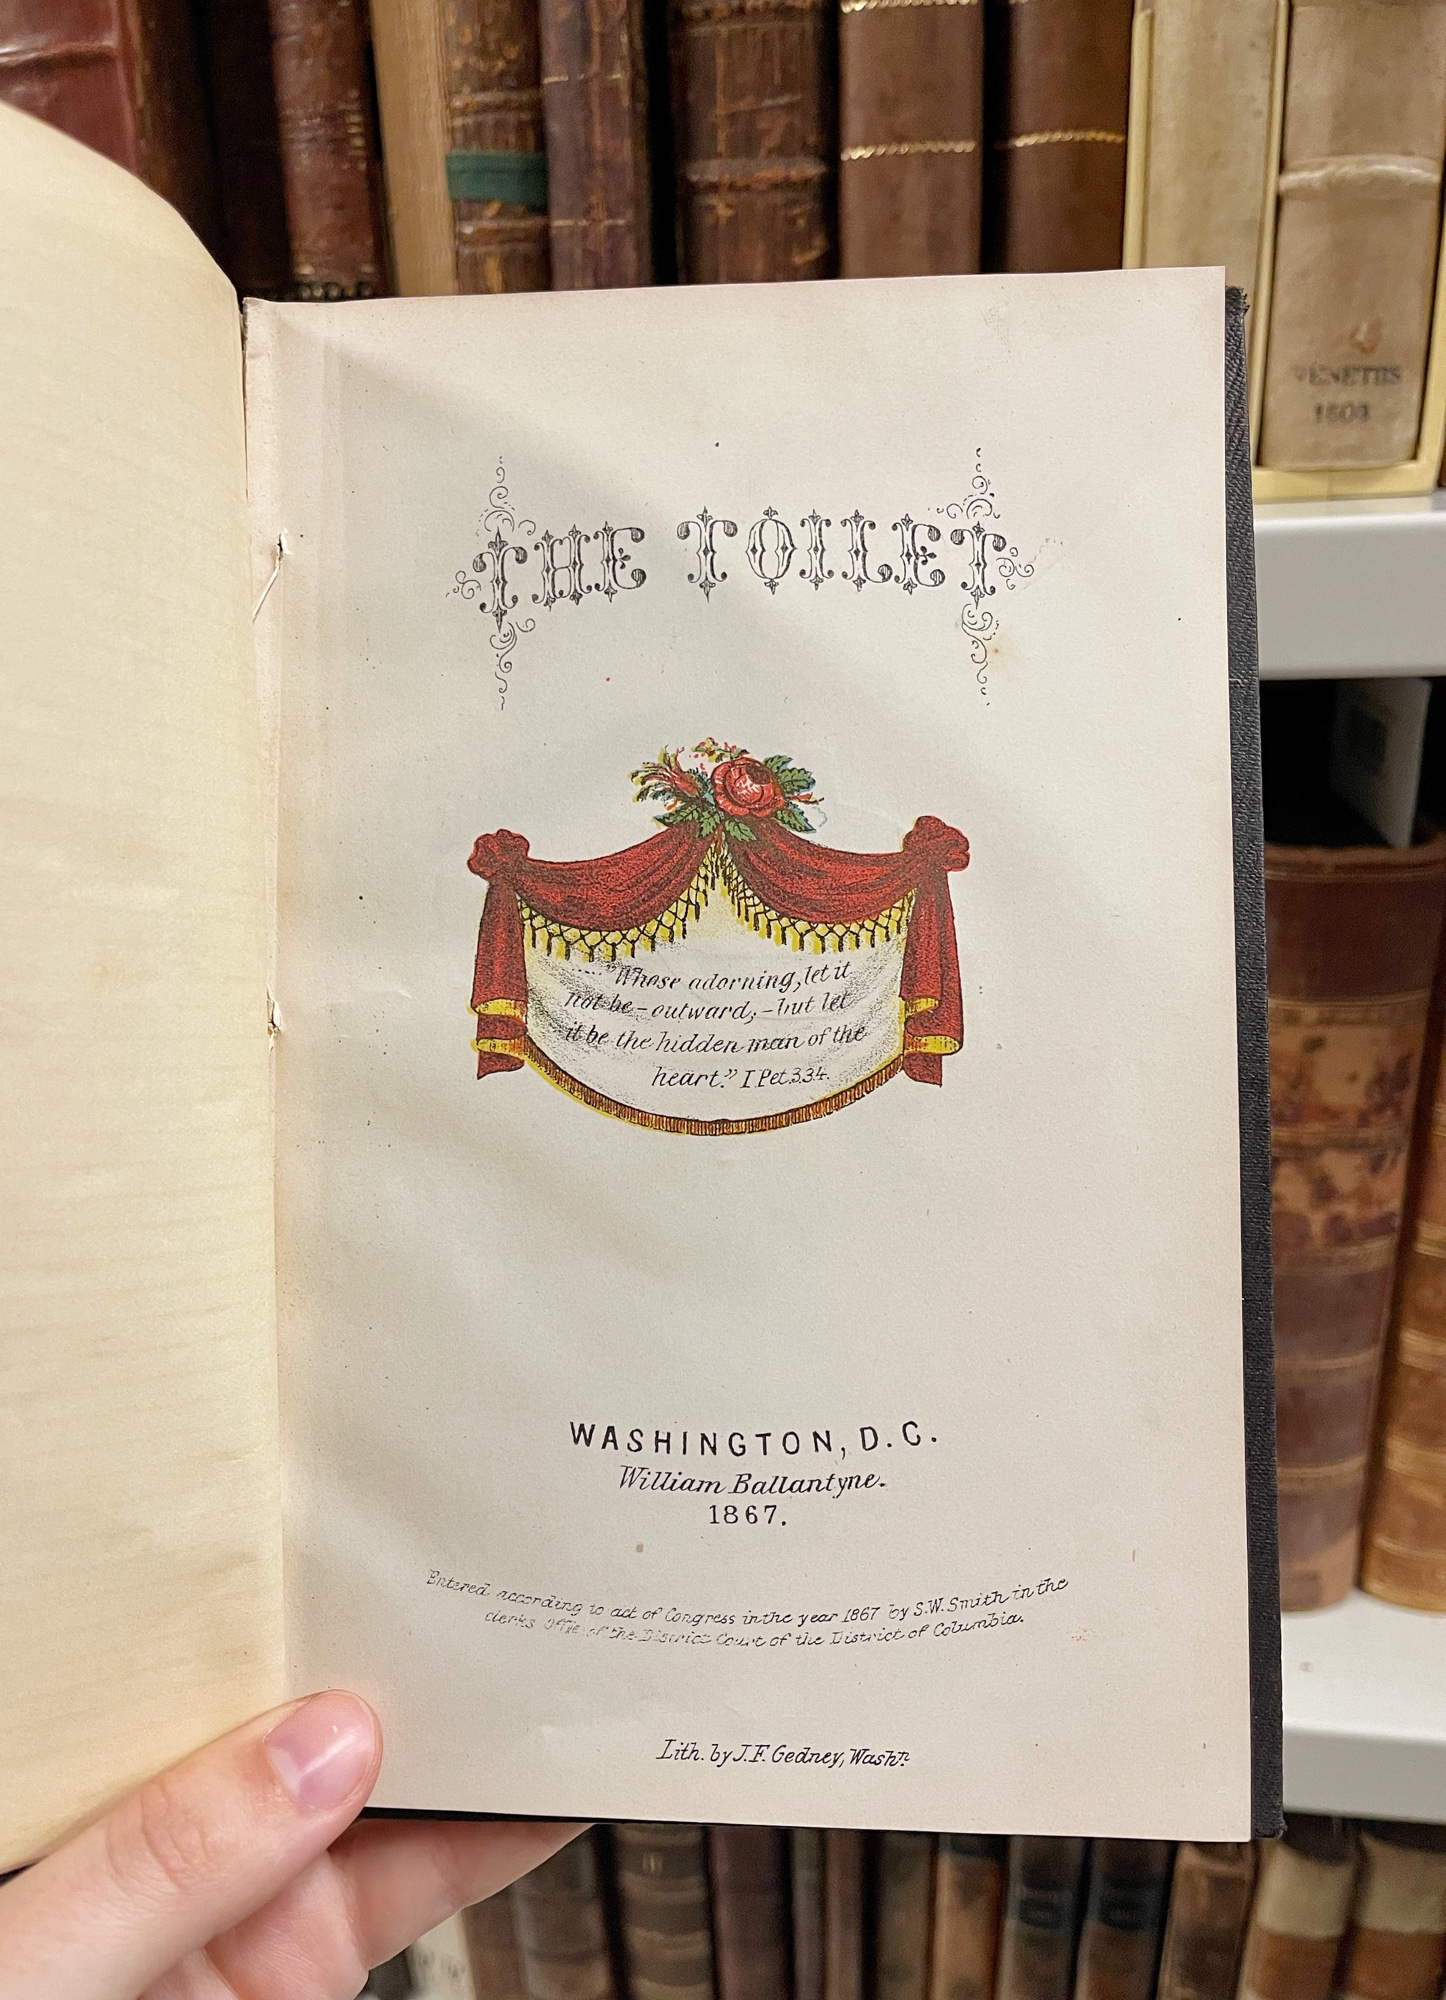 THE TOILET
"Whose adorning, let it
not be - outward; - but let
it be the hidden man of the
heart." I Pet. 3.3.4.
WASHINGTON, D.C.
William Ballantyne.
1867.
Entered according to act of Congress in the year 1867 by S.W. Smith in the
clerks office of the District Court of the District of Columbia.
Lith. by J.F. Gedney, Washn.
VENETIIS
1603